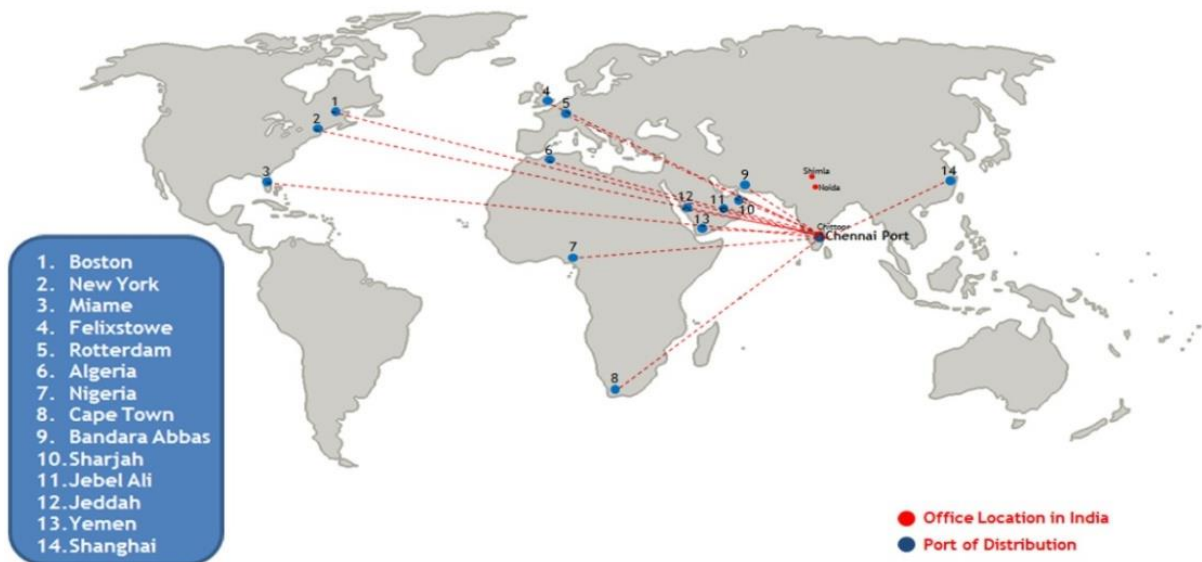 1
2
3
4
5
6
7
8
9
10
11
12
13
14
Shimla
Noida
Chittoor
Chennai Port
1. Boston
2. New York
3. Miame
4. Felixstowe
5. Rotterdam
6. Algeria
7. Nigeria
8. Cape Town
9. Bandara Abbas
10.Sharjah
11.Jebel Ali
12.Jeddah
13.Yemen
14.Shanghai
Office Location in India
Port of Distribution